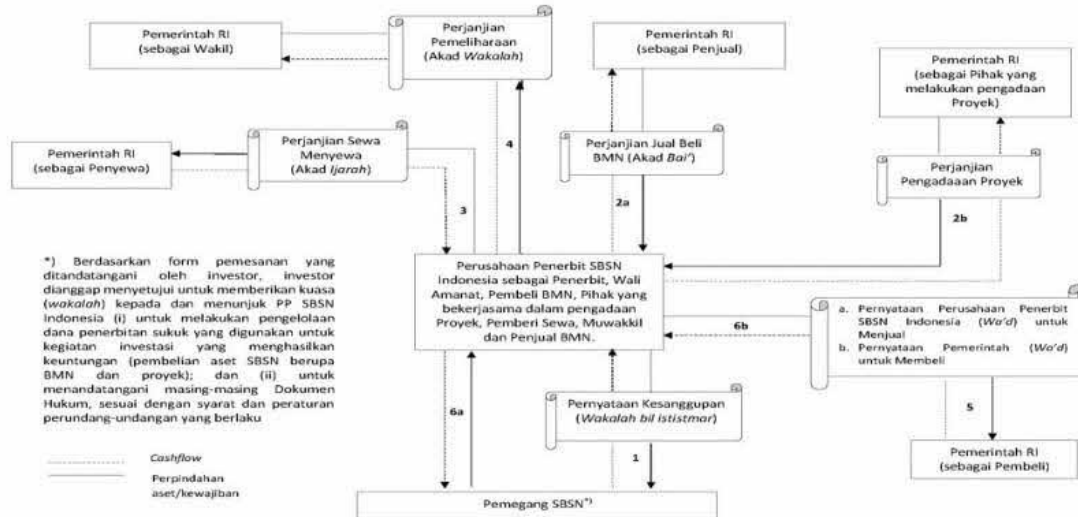 Pemerintah RI
(sebagai Wakil)
Perjanjian
Pemeliharaan
(Akad Wakalah)
Pemerintah RI
(sebagai Penjual)
Pemerintah RI
(sebagai Pihak yang
melakukan pengadaan
Proyek)
Pemerintah RI
(sebagai Penyewa)
Perjanjian Sewa
Menyewa
(Akad Ijarah)
4
Perjanjian Jual Beli
BMN (Akad Bai')
Perjanjian
Pengadaaan Proyek
3
2a
2b
*) Berdasarkan form pemesanan yang
ditandatangani oleh investor, investor
dianggap menyetujui untuk memberikan kuasa
(wakalah) kepada dan menunjuk PP SBSN
Indonesia (i) untuk melakukan pengelolaan
dana penerbitan sukuk yang digunakan untuk
kegiatan investasi yang menghasilkan
keuntungan (pembelian aset SBSN berupa
BMN dan proyek); dan (ii) untuk
menandatangani masing-masing Dokumen
Hukum, sesuai dengan syarat dan peraturan
perundang-undangan yang berlaku
Perusahaan Penerbit SBSN
Indonesia sebagai Penerbit, Wali
Amanat, Pembeli BMN, Pihak yang
bekerjasama dalam pengadaan
Proyek, Pemberi Sewa, Muwakkil
dan Penjual BMN.
6b
a. Pernyataan Perusahaan Penerbit
SBSN Indonesia (Wa'd) untuk
Menjual
b. Pernyataan Pemerintah (Wa'd)
untuk Membeli
6a
Pernyataan Kesanggupan
(Wakalah bil ististmar)
5
1
Pemerintah RI
(sebagai Pembeli)
Cashflow
Perpindahan
aset/kewajiban
Pemegang SBSN*)